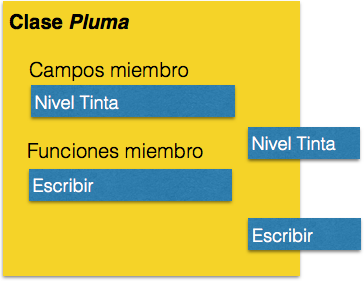 Clase Pluma
Campos miembro
Nivel Tinta
Funciones miembro
Escribir
Nivel Tinta
Escribir